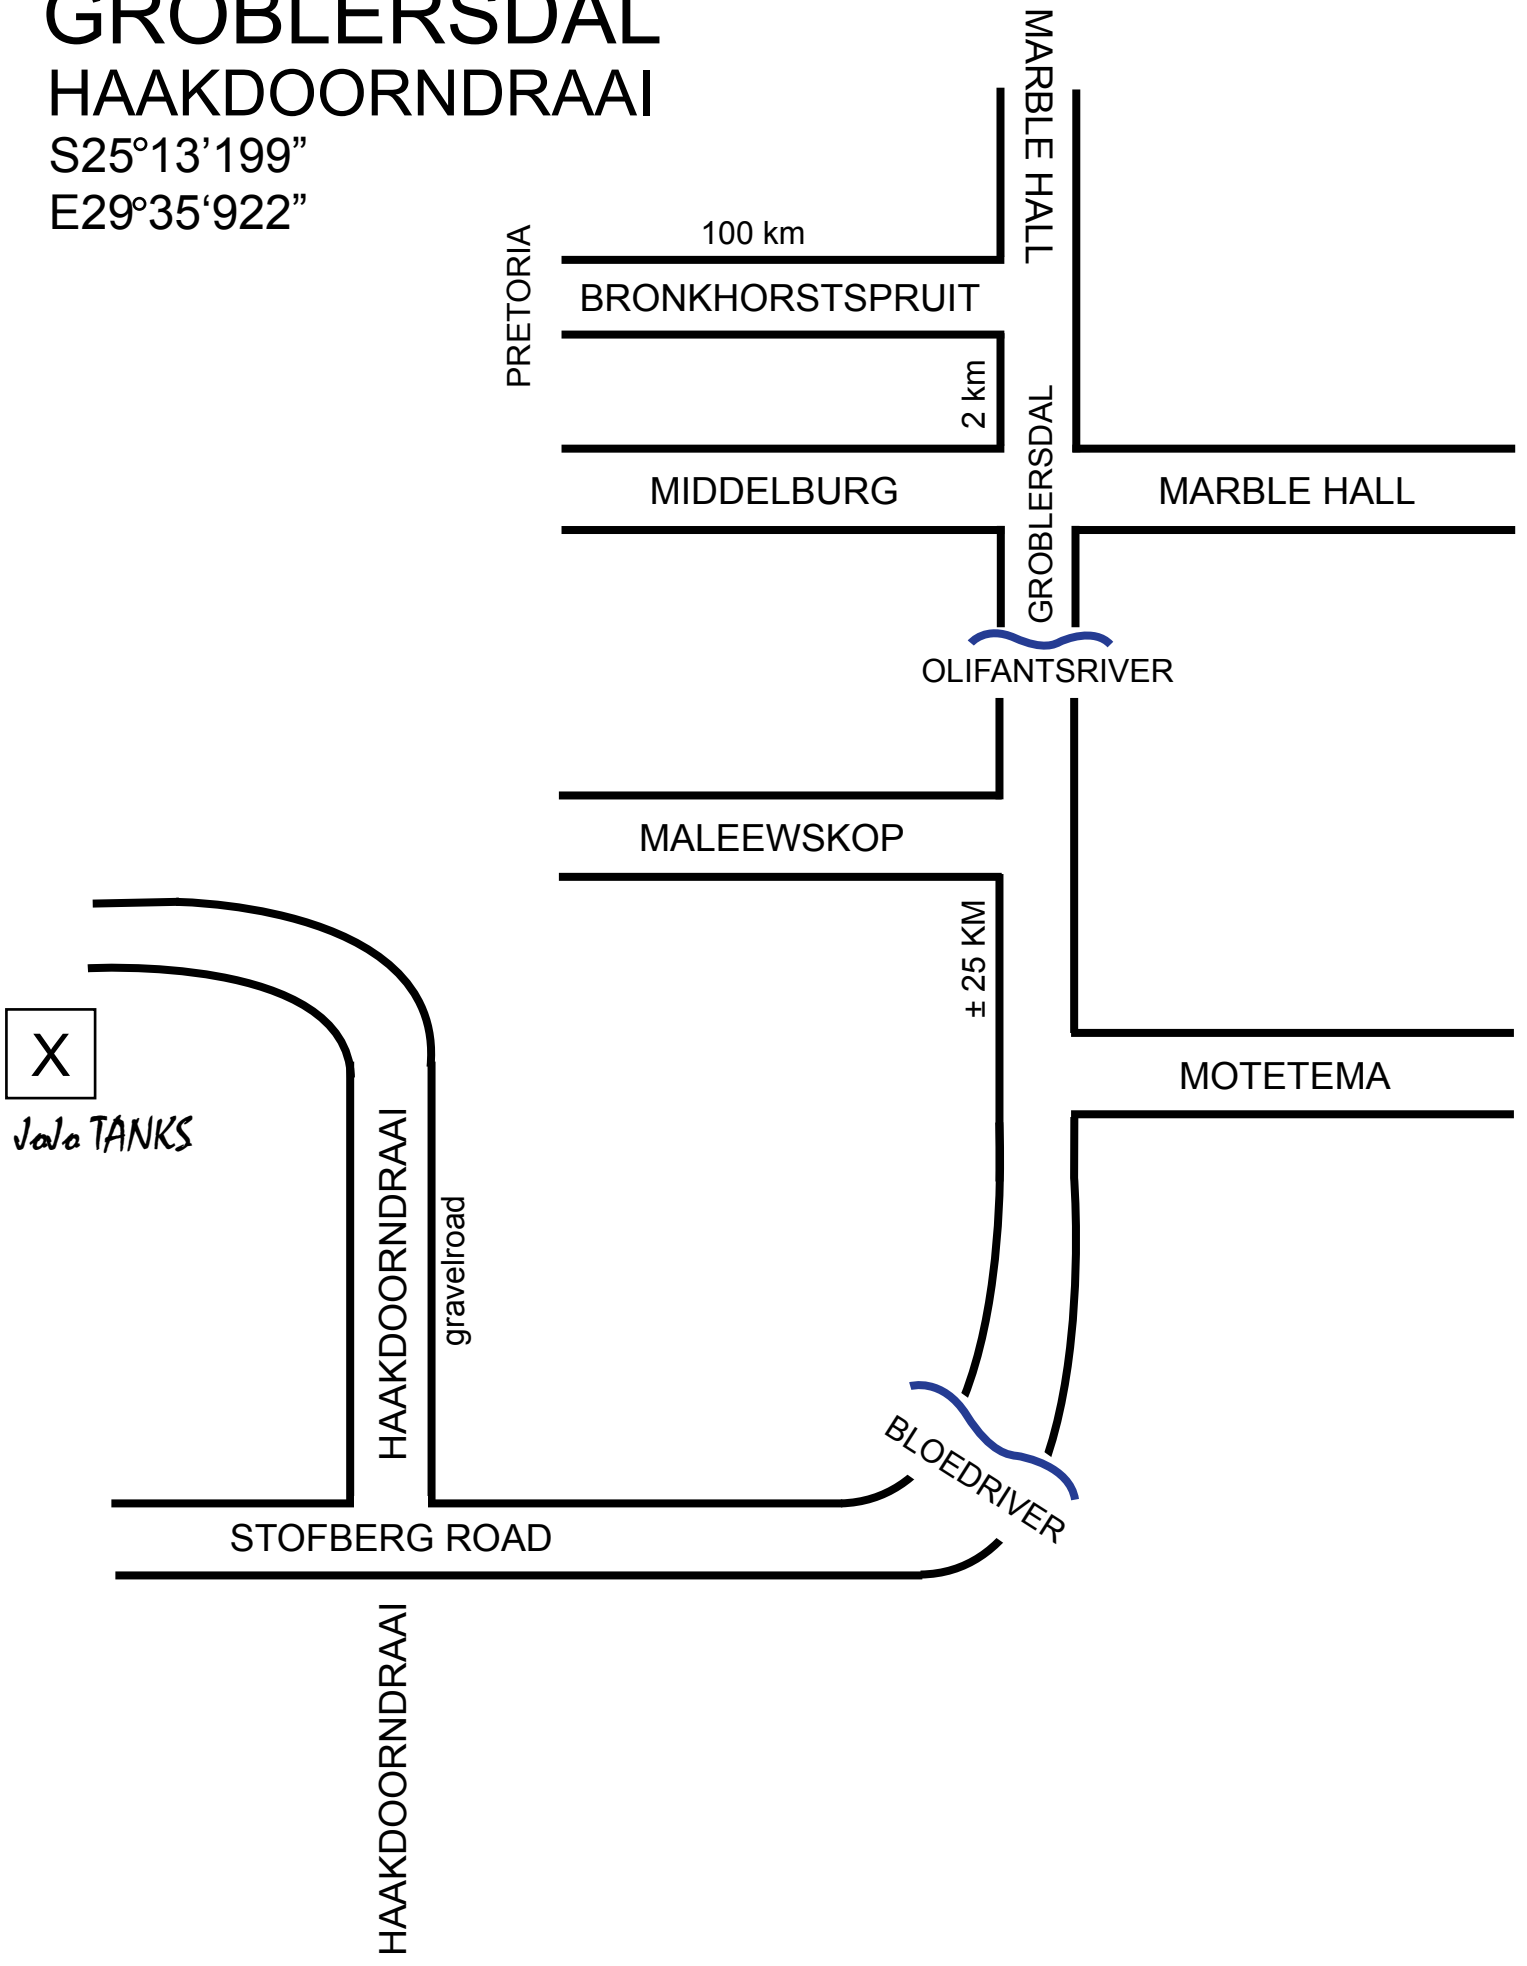 GROBLERSDAL
HAAKDOORNDRAAI
S25°13’199”
E29°35‘922”
MARBLE HALL
PRETORIA
100 km
BRONKHORSTSPRUIT
2 km
GROBLERSDAL
MIDDELBURG
MARBLE HALL
OLIFANTSRIVER
MALEEWSKOP
± 25 KM
X
JoJo TANKS
MOTETEMA
HAAKDOORNDRAAI
gravelroad
BLOEDRIVER
STOFBERG ROAD
HAAKDOORNDRAAI